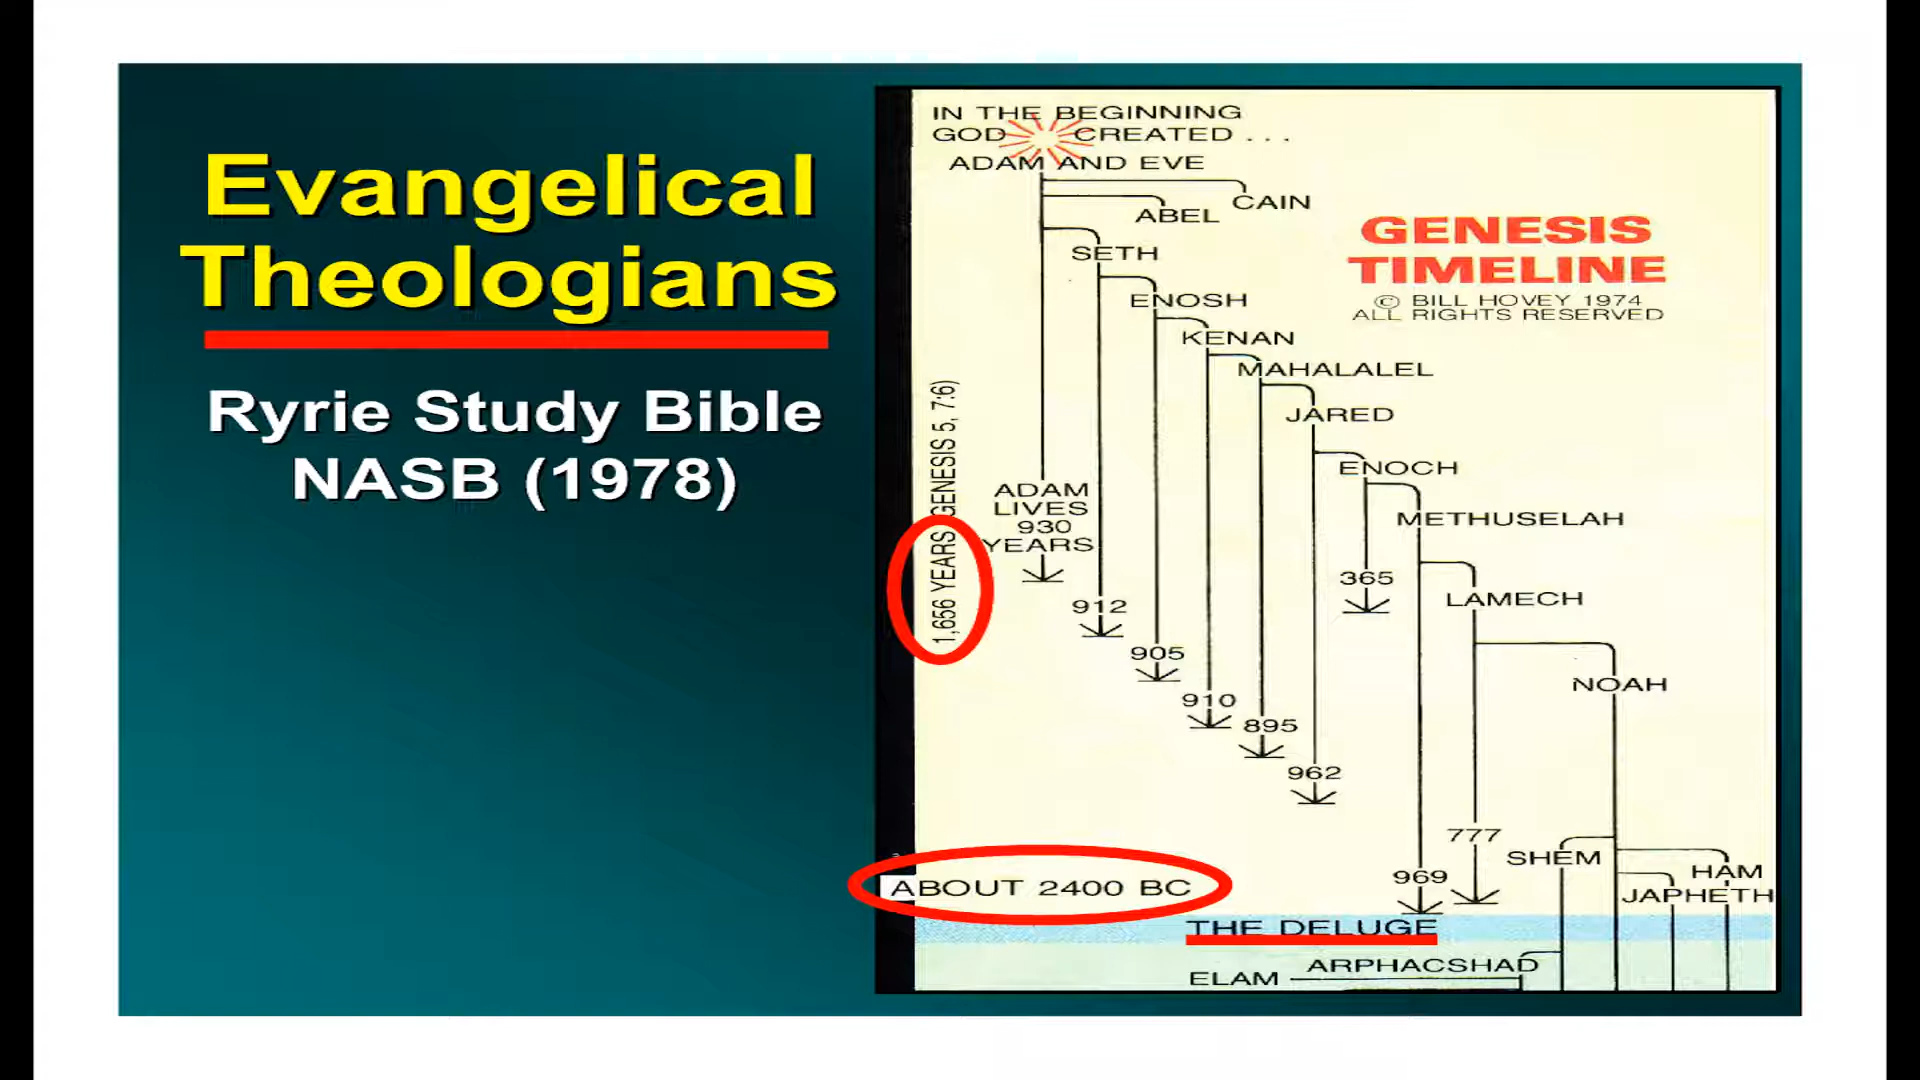 Evangelical
Theologians
Ryrie Study Bible
NASB (1978)
IN THE BEGINNING
GOD CREATED . . .
ADAM AND EVE
CAIN
ABEL
SETH
ENOSH
KENAN
MAHALALEL
JARED
ENOCH
METHUSELAH
LAMECH
NOAH
SHEM
HAM
JAPHETH
GENESIS
TIMELINE
© BILL HOVEY 1974
ALL RIGHTS RESERVED
1,656 YEARS (GENESIS 5, 7:6)
ADAM
LIVES
930
YEARS
912
905
910
895
962
365
969
777
ABOUT 2400 BC
THE DELUGE
ARPHACSHAD
ELAM